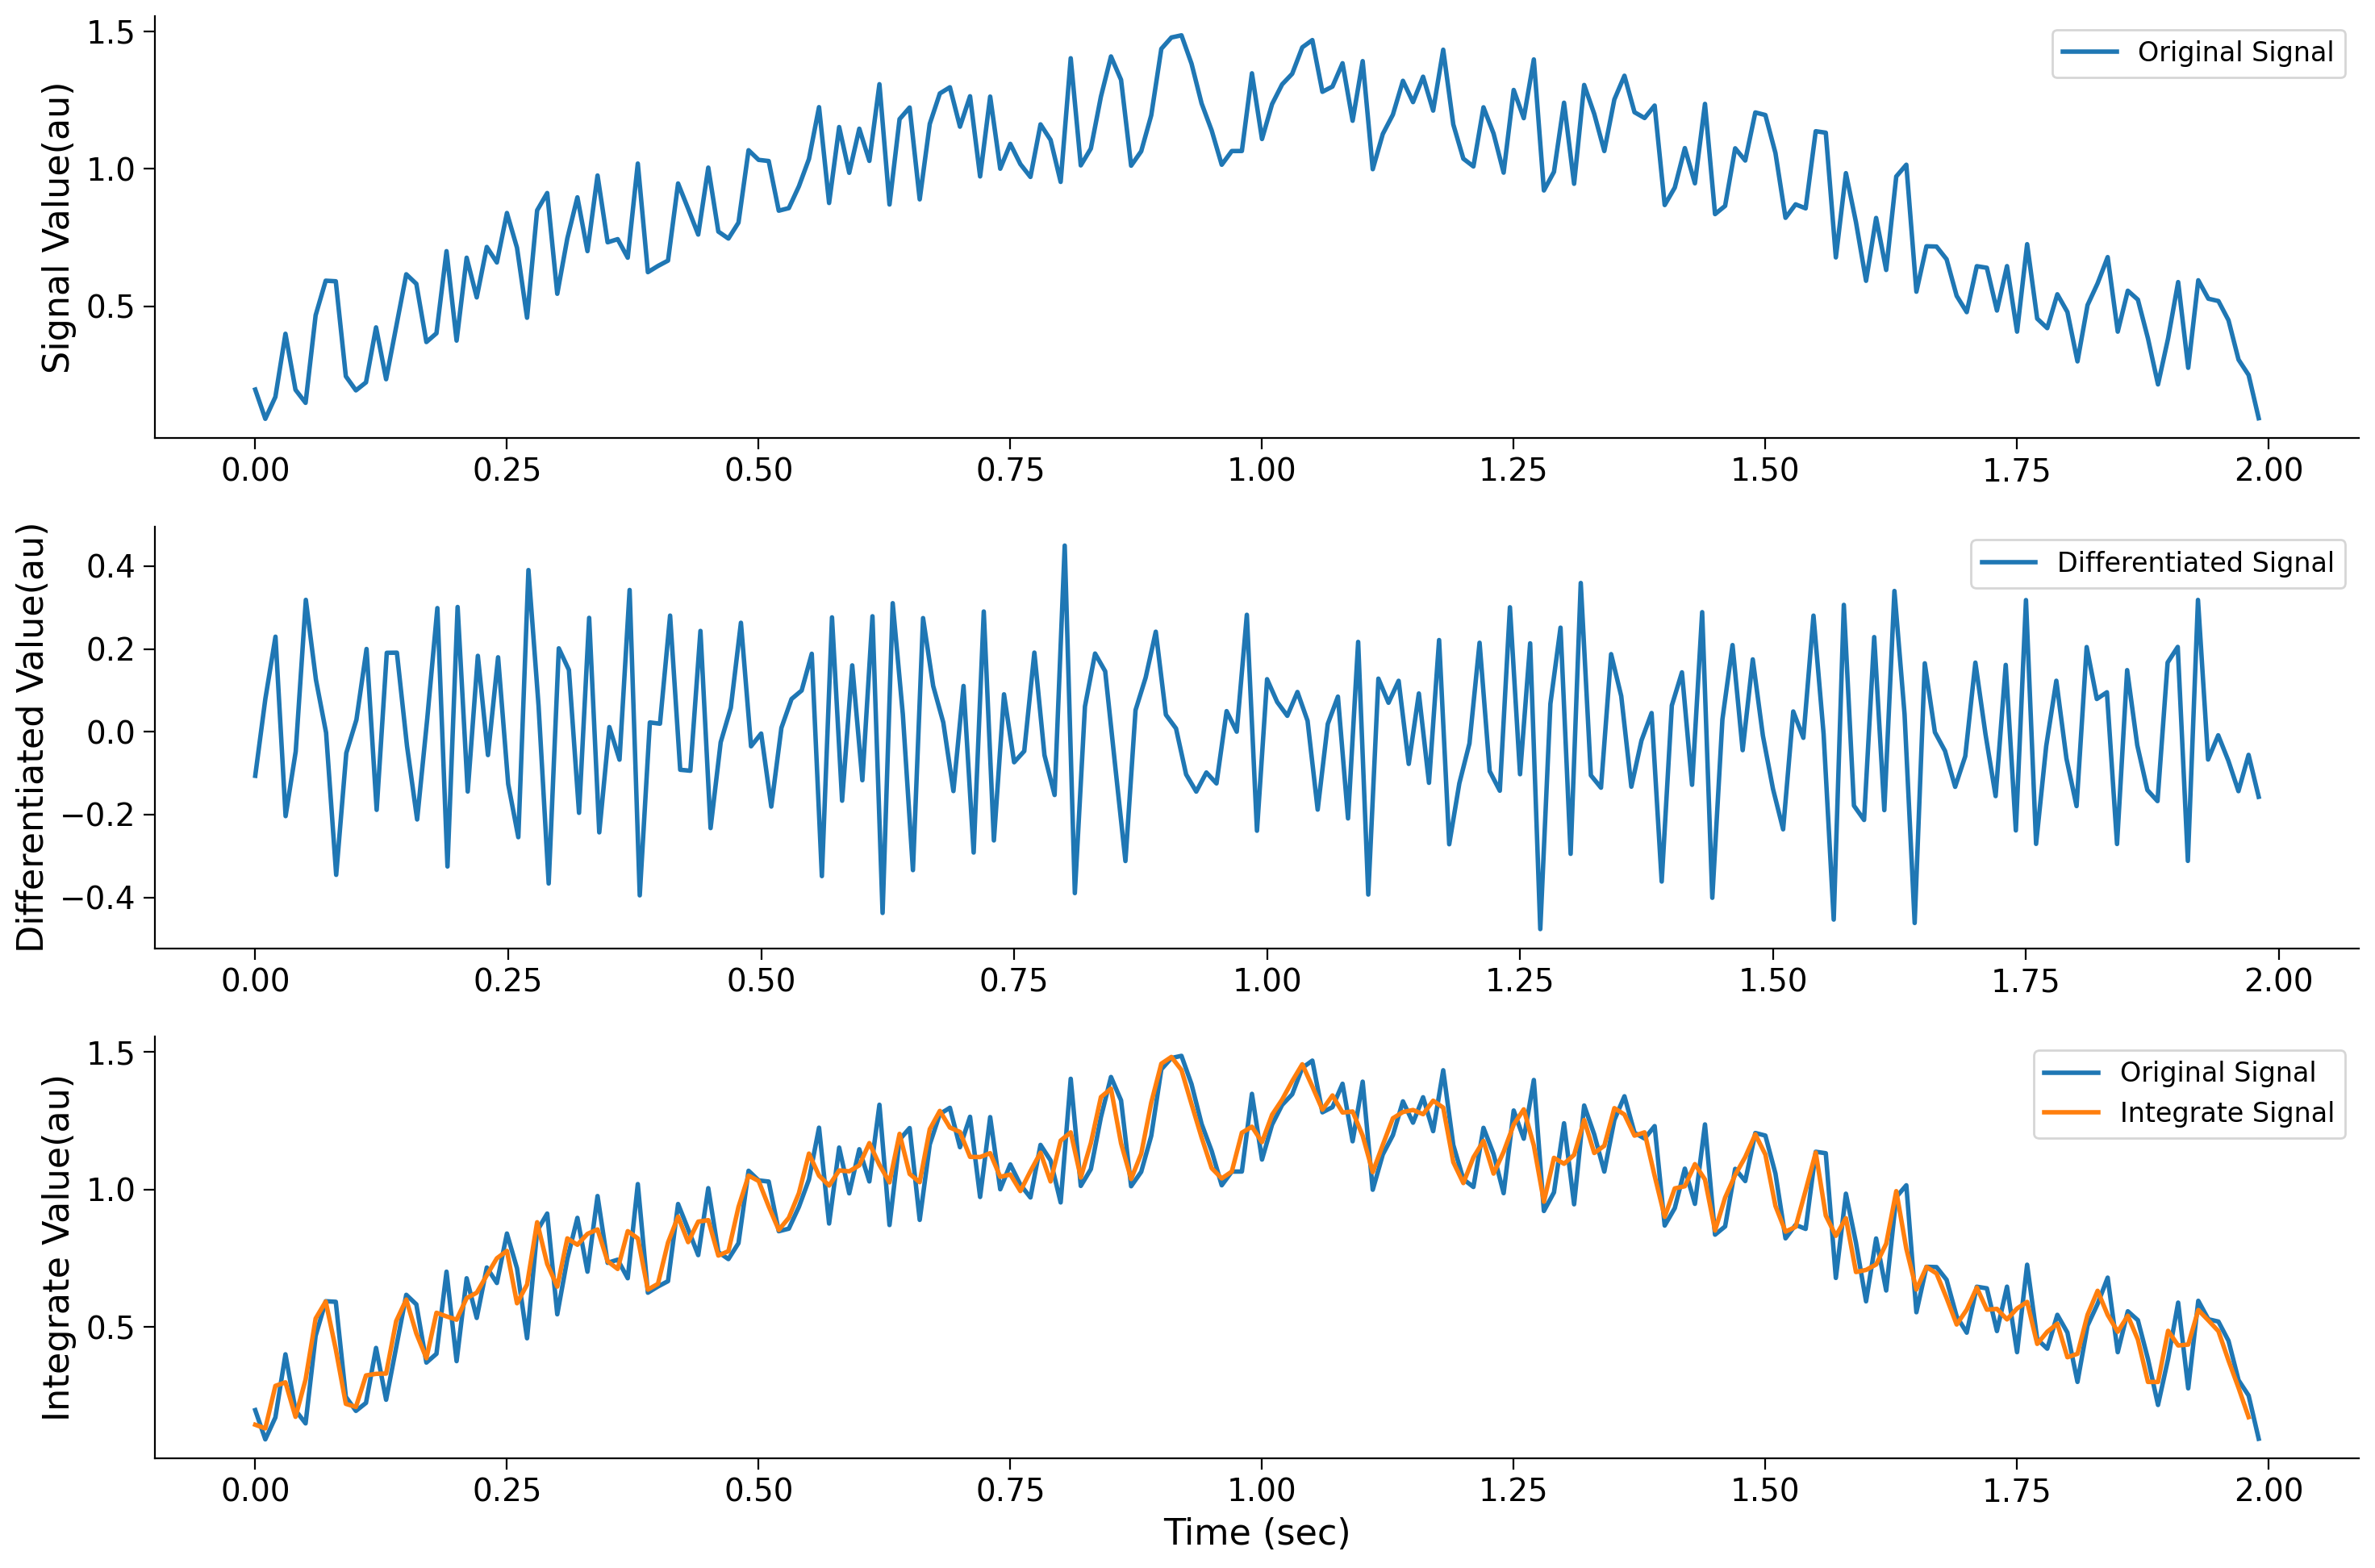 Signal Value(au)
1.5
1.0
0.5
Original Signal
0.00 0.25 0.50 0.75 1.00 1.25 1.50 1.75 2.00
Differentiated Value(au)
0.4
0.2
0.0
−0.2
−0.4
Differentiated Signal
0.00 0.25 0.50 0.75 1.00 1.25 1.50 1.75 2.00
Integrate Value(au)
1.5
1.0
0.5
Original Signal
Integrate Signal
0.00 0.25 0.50 0.75 1.00 1.25 1.50 1.75 2.00
Time (sec)